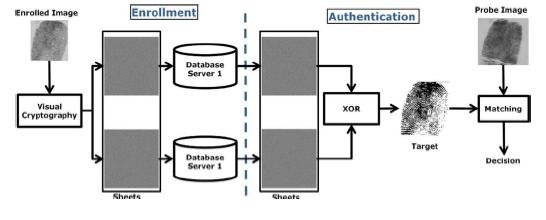 Enrolled Image
Enrollment
Authentication
Probe Image
Database
Server 1
Visual
Cryptography
XOR
Matching
Target
Database
Server 1
Decision
Sheets
Sheets